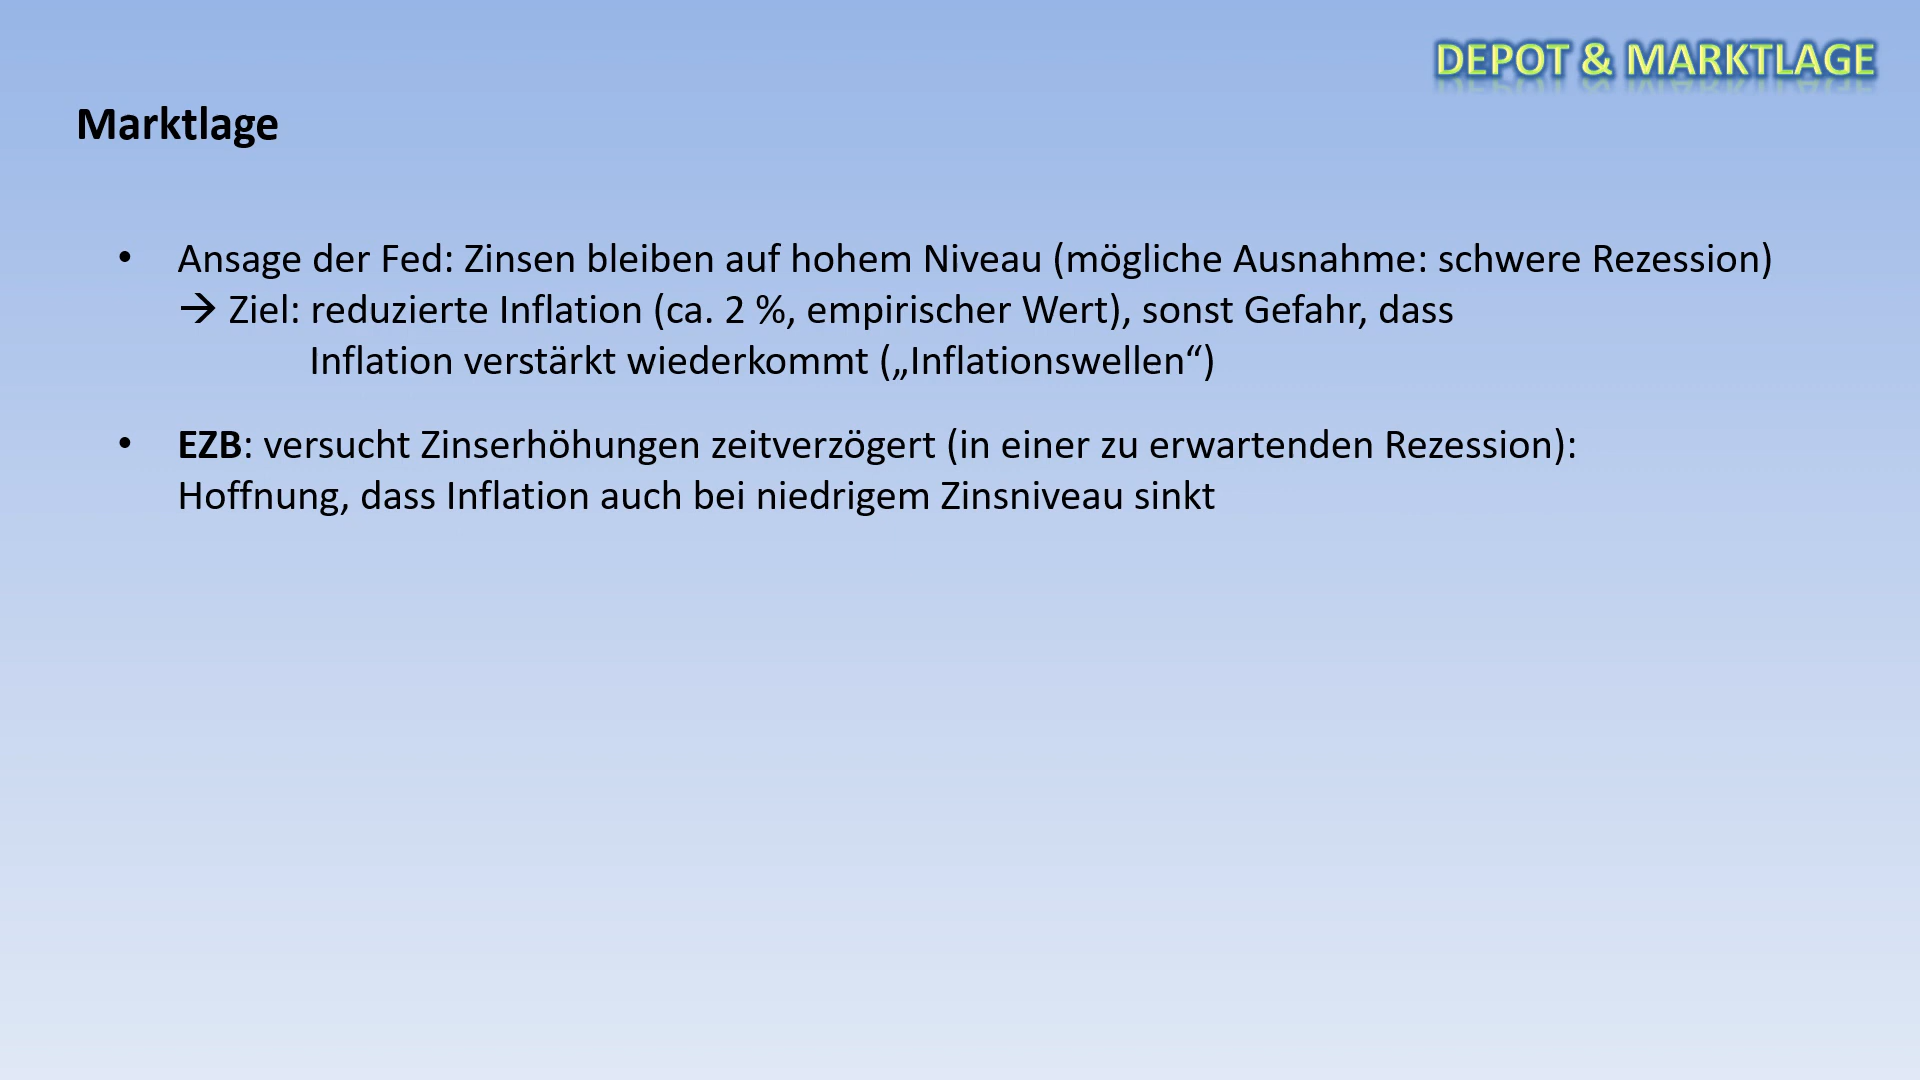 DEPOT & MARKTLAGE
Marktlage
• Ansage der Fed: Zinsen bleiben auf hohem Niveau (mögliche Ausnahme: schwere Rezession)
→ Ziel: reduzierte Inflation (ca. 2 %, empirischer Wert), sonst Gefahr, dass
Inflation verstärkt wiederkommt („Inflationswellen“)
• EZB: versucht Zinserhöhungen zeitverzögert (in einer zu erwartenden Rezession):
Hoffnung, dass Inflation auch bei niedrigem Zinsniveau sinkt